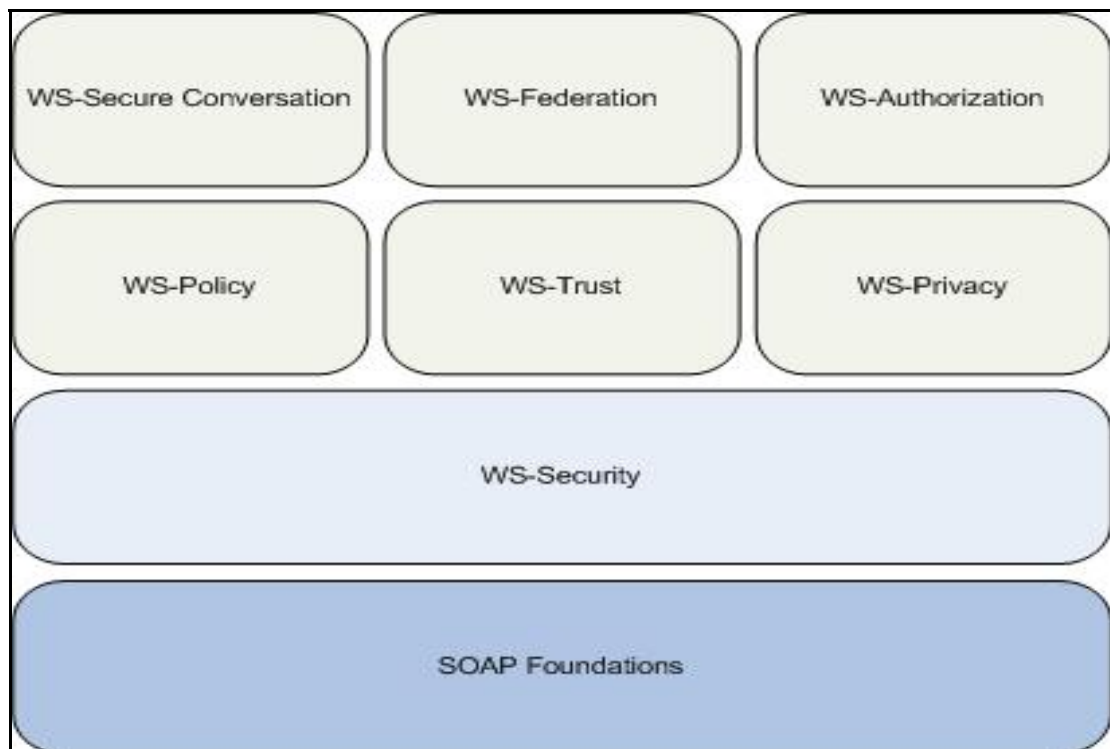 WS-Secure Conversation
WS-Federation
WS-Authorization
WS-Policy
WS-Trust
WS-Privacy
WS-Security
SOAP Foundations